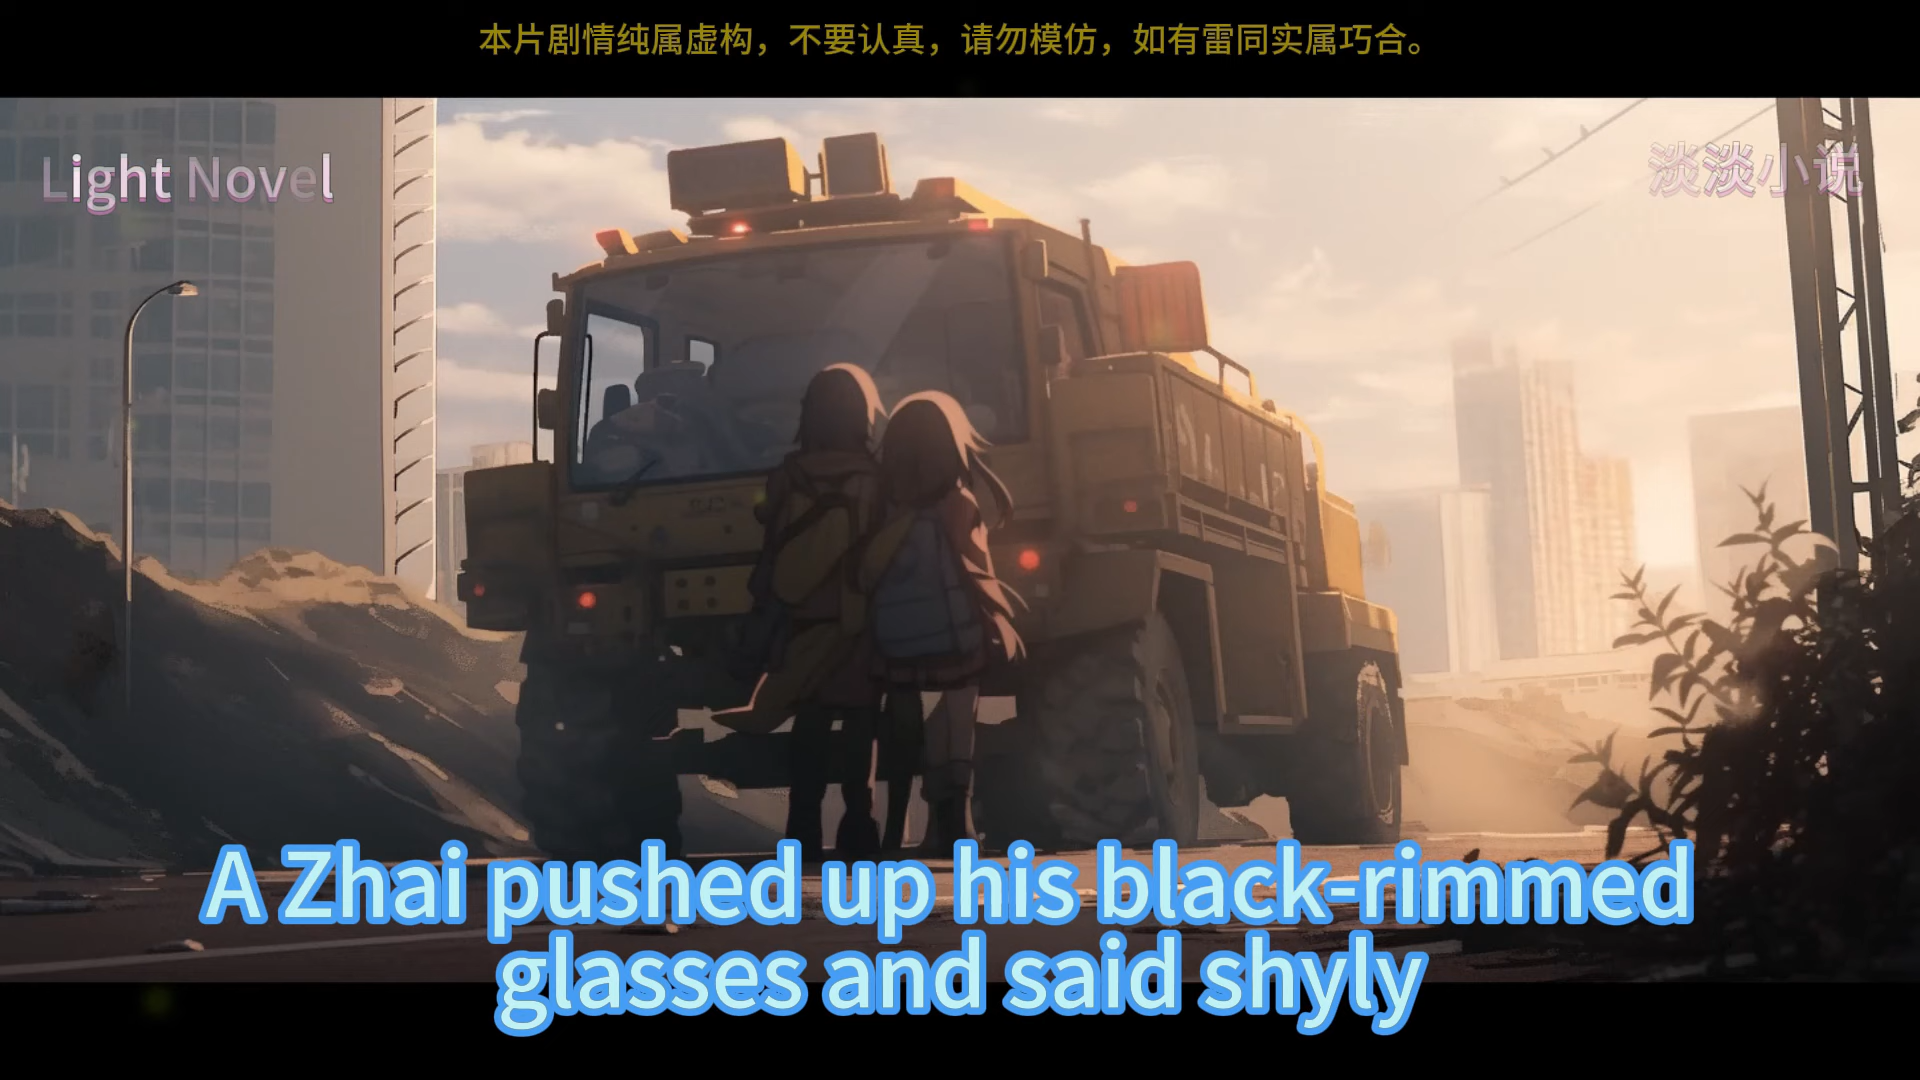 本片剧情纯属虚构，不要认真，请勿模仿，如有雷同实属巧合。
Light Novel
淡淡小说
A Zhai pushed up his black-rimmed
glasses and said shyly